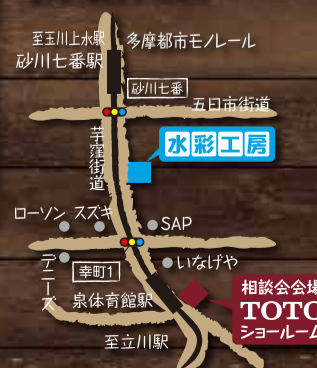 至玉川上水駅
多摩都市モノレール
砂川七番駅
砂川七番
五日市街道
芋窪街道
水彩工房
ローソン
スズキ
SAP
デニーズ
幸町1
いなげや
泉体育館駅
相談会会場
TOTO
ショールーム
至立川駅